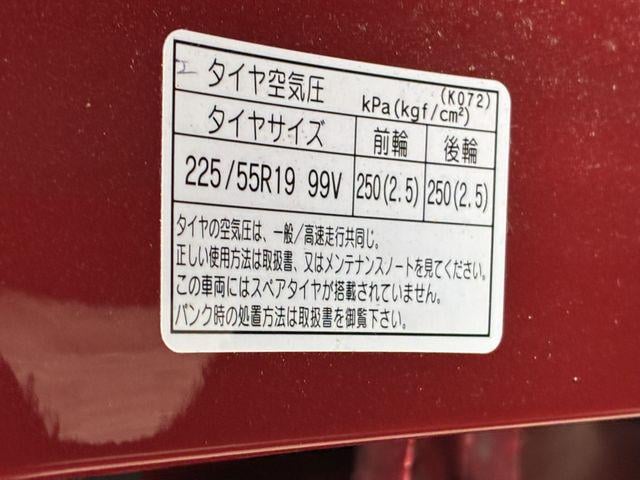 タイヤ空気圧 kPa(kgf/cm²) (K072)
タイヤサイズ 前輪 後輪
225/55R19 99V 250(2.5) 250(2.5)
タイヤの空気圧は、一般/高速走行共同じ。
正しい使用方法は取扱書、又はメンテナンスノートを見てください。
この車両にはスペアタイヤが搭載されていません。
パンク時の処置方法は取扱書を御覧下さい。